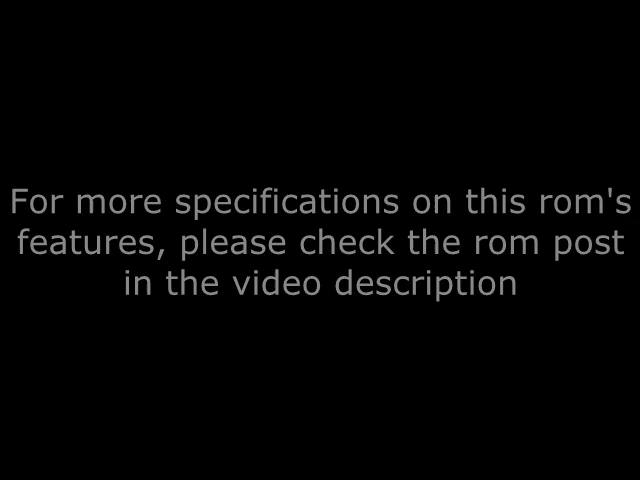 For more specifications on this rom's
features, please check the rom post
in the video description